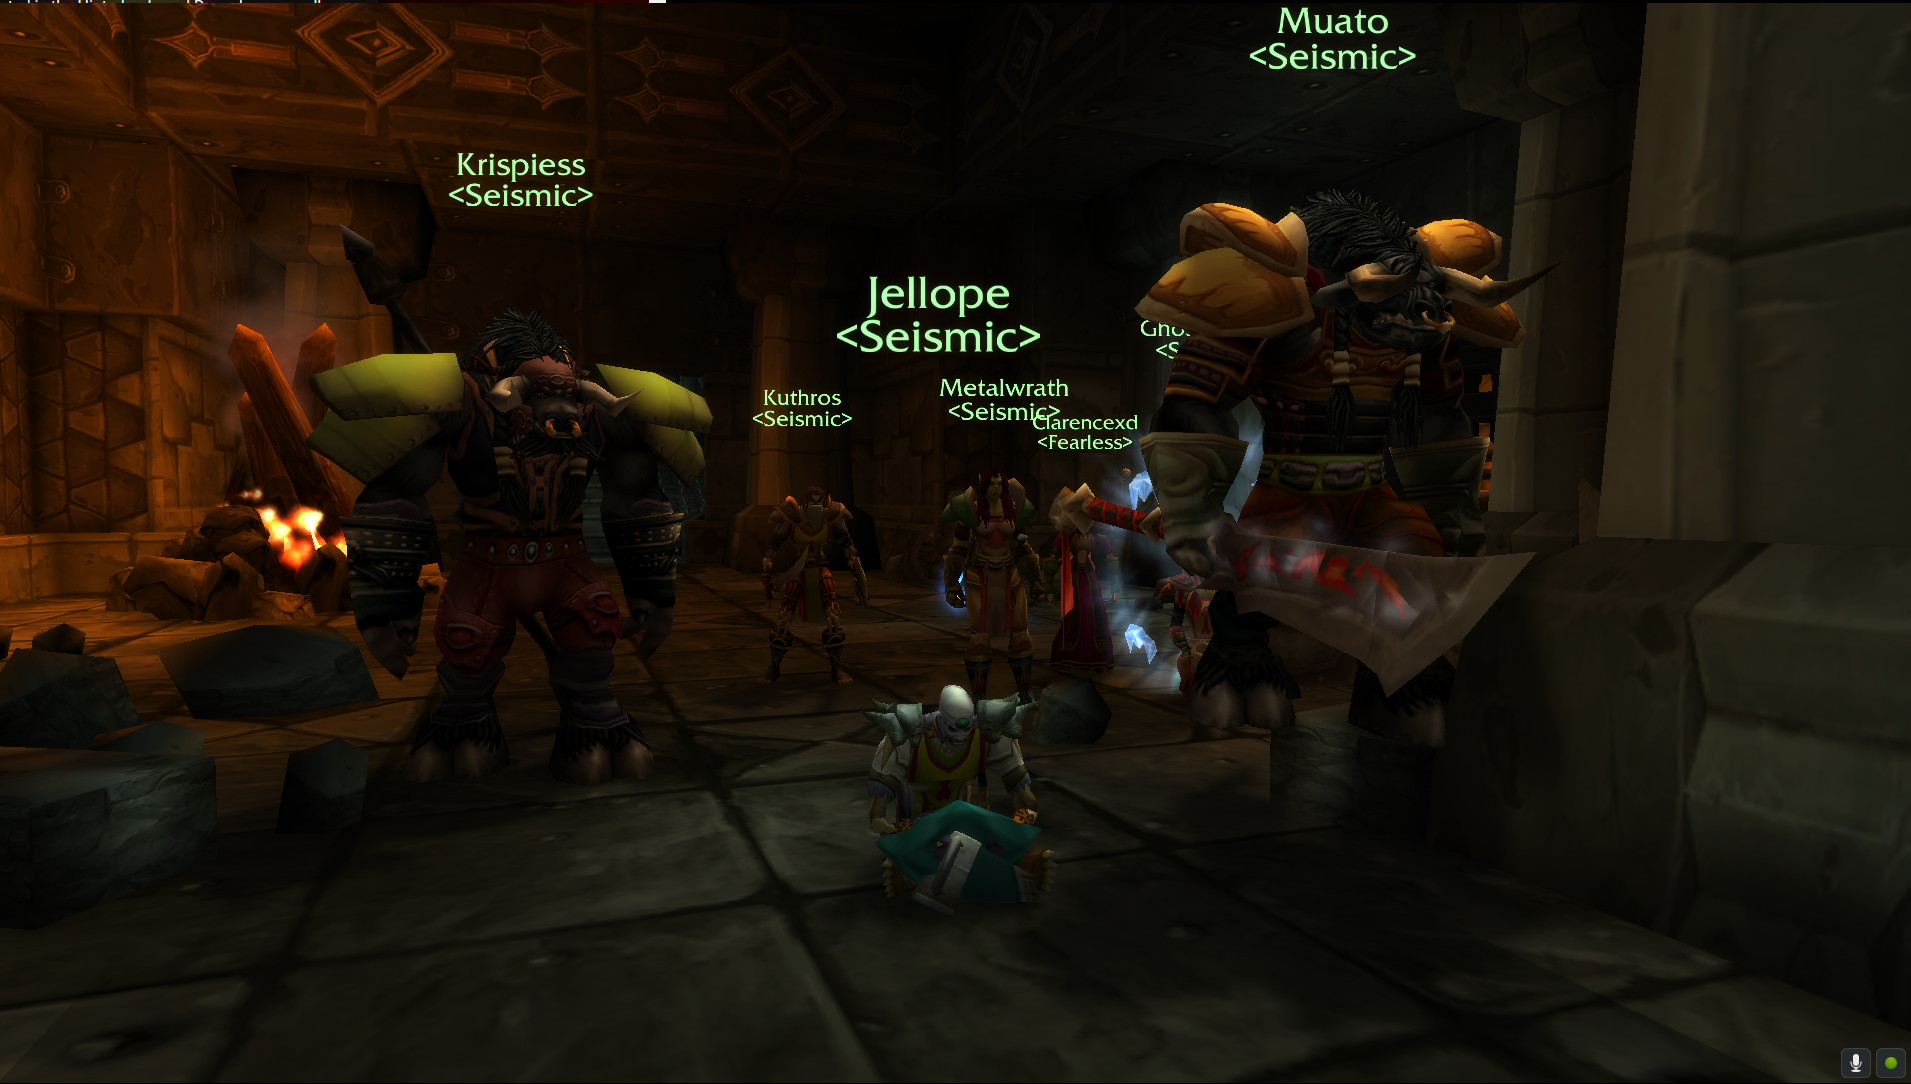 Muato
<Seismic>
Krispiess
<Seismic>
Jellope
<Seismic>
Kuthros
<Seismic>
Metalwrath
<Seismic>
Clarencexd
<Fearless>